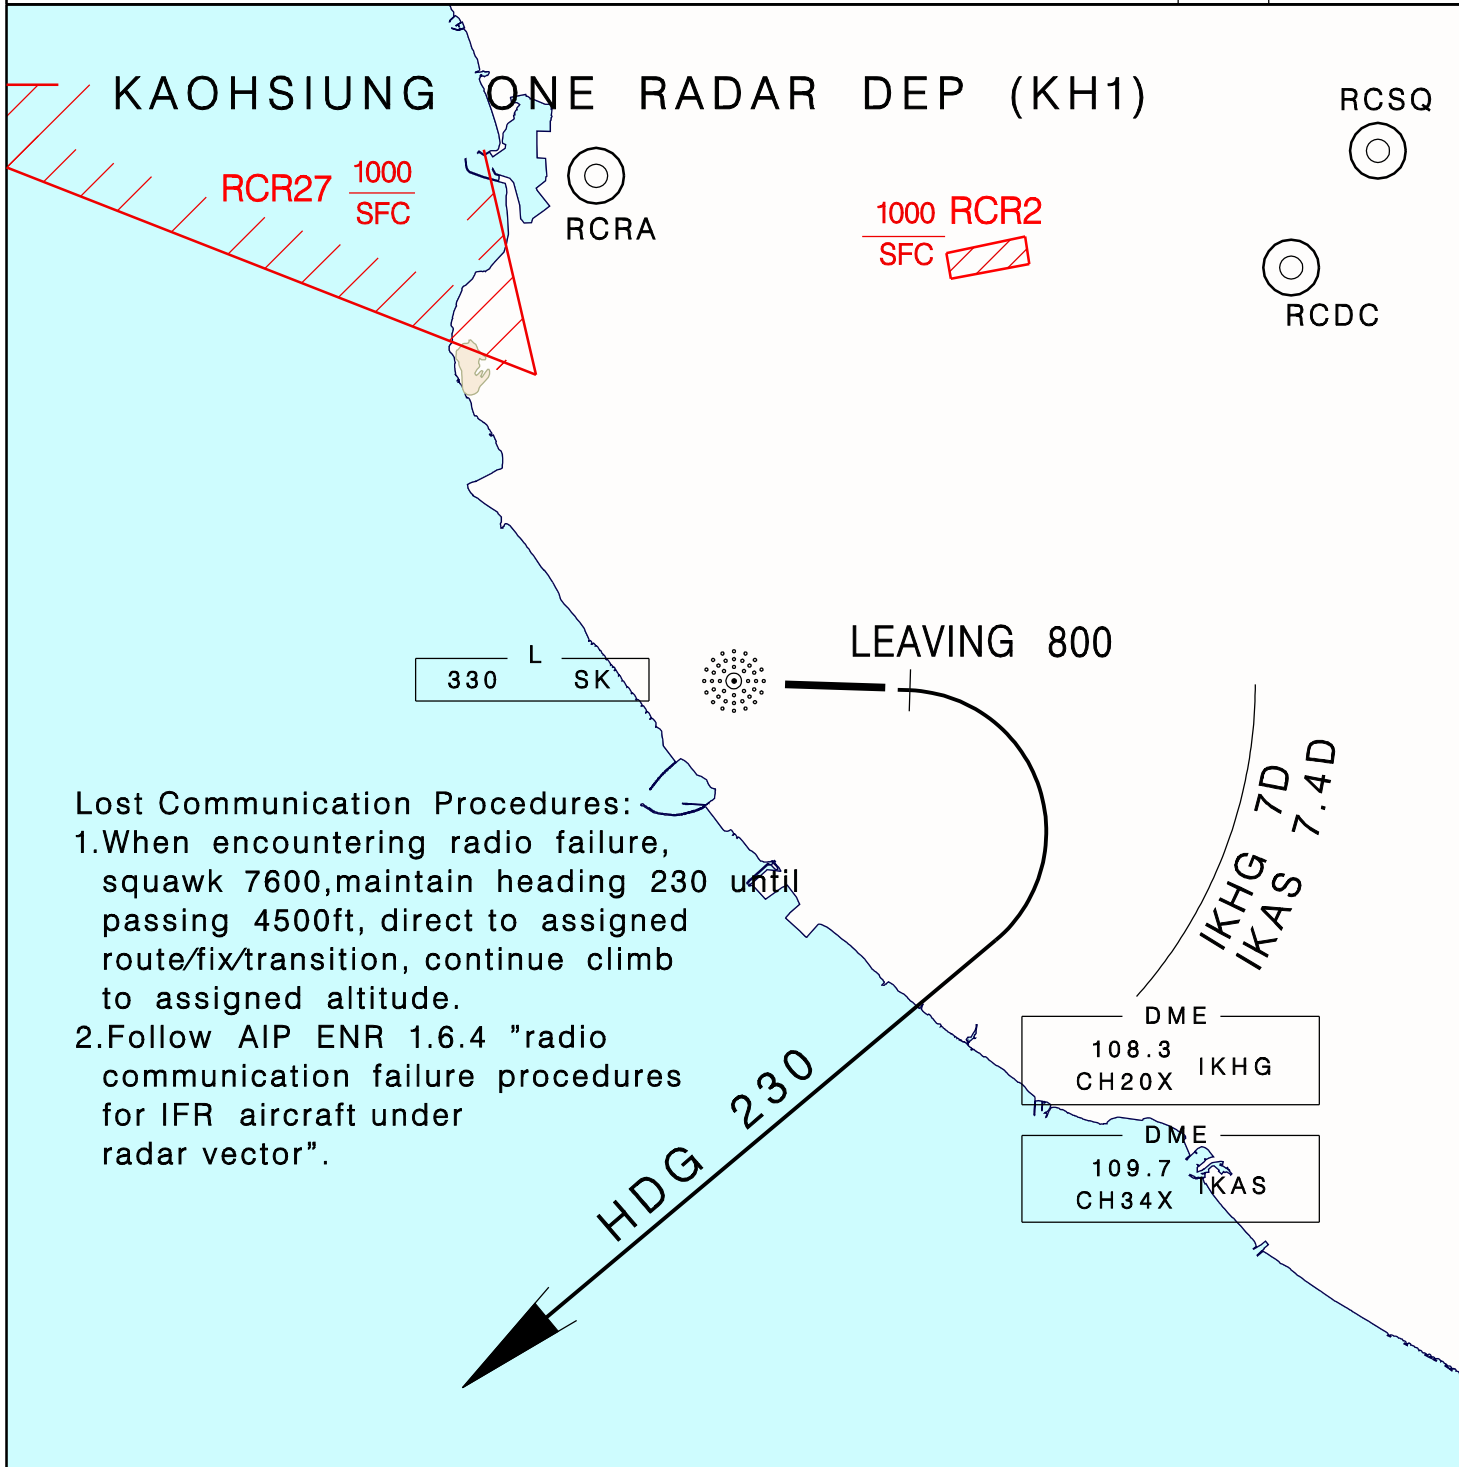 KAOHSIUNG ONE RADAR DEP (KH1)
RCSQ
RCR27 1000
SFC
RCRA
1000 RCR2
SFC
RCDC
LEAVING 800
L
330 SK
IKHG 7D
IKAS 7.4D
Lost Communication Procedures:
1.When encountering radio failure,
squawk 7600,maintain heading 230 until
passing 4500ft, direct to assigned
route/fix/transition, continue climb
to assigned altitude.
2.Follow AIP ENR 1.6.4 "radio
communication failure procedures
for IFR aircraft under
radar vector".
HDG 230
DME
108.3
CH20X IKHG
DME
109.7
CH34X IKAS